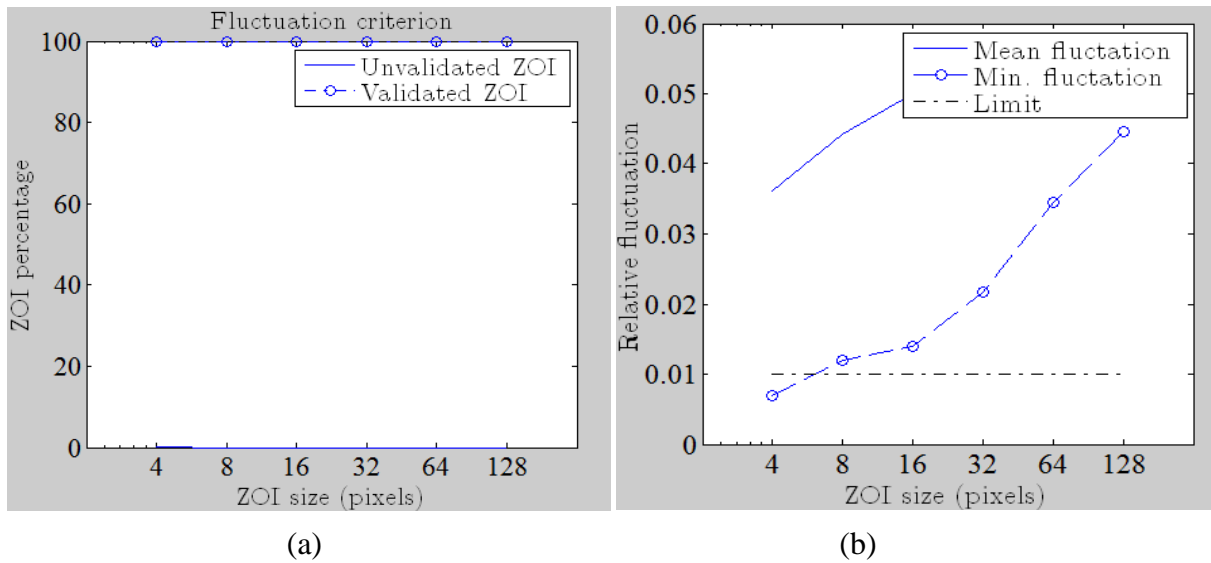 Fluctuation criterion
100
80
60
40
20
0
ZOI percentage
Unvalidated ZOI
Validated ZOI
4 8 16 32 64 128
ZOI size (pixels)
(a)
0.06
0.05
0.04
0.03
0.02
0.01
0
Relative fluctuation
Mean fluctation
Min. fluctation
Limit
4 8 16 32 64 128
ZOI size (pixels)
(b)